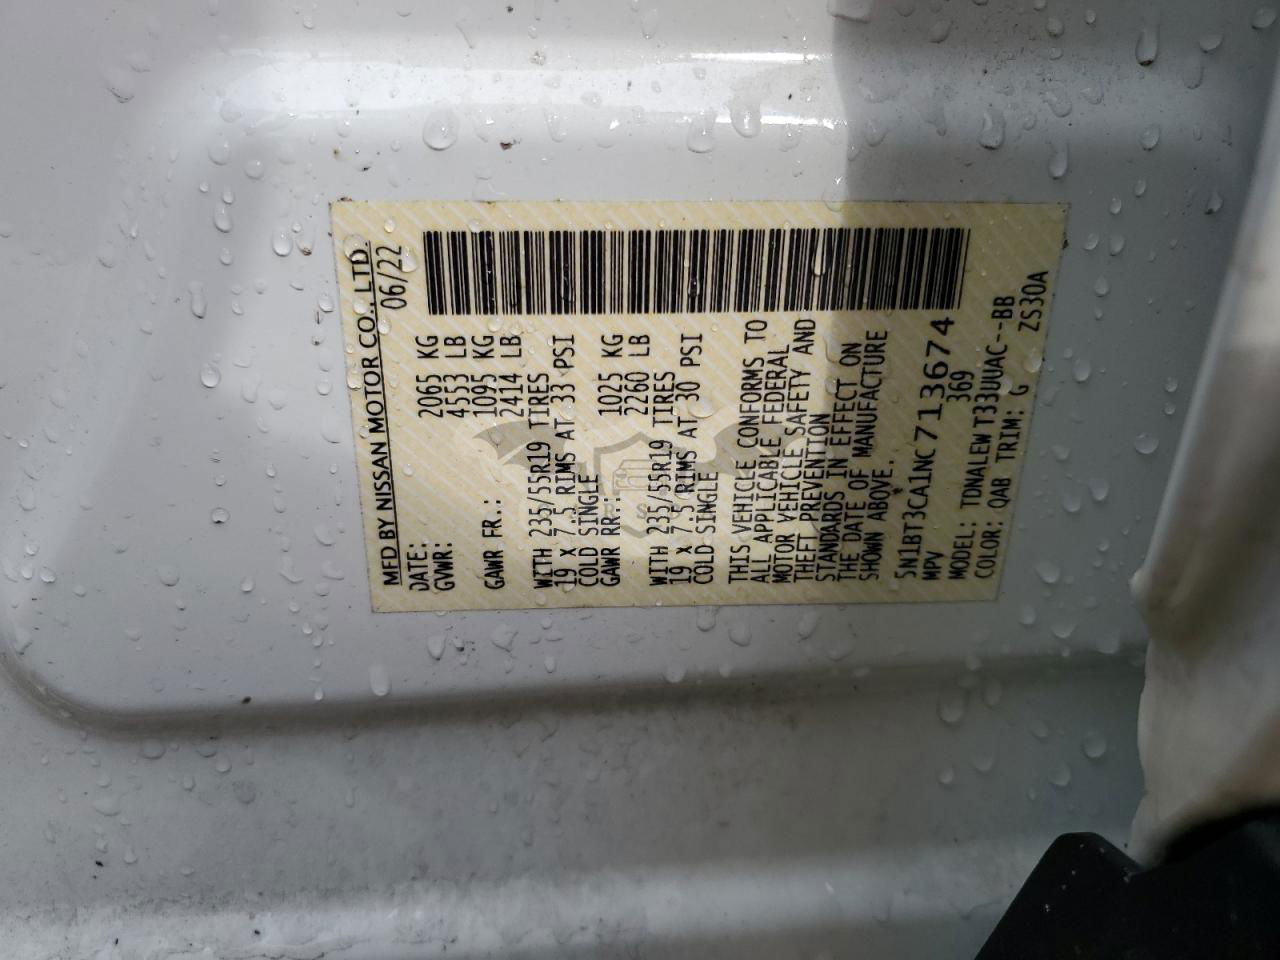 MFD BY NISSAN MOTOR CO., LTD.
DATE: 06/22
GVWR: 2065 KG
4553 LB
GAWR FR.: 1095 KG
2414 LB
WITH 235/55R19 TIRES
19 X 7.5 RIMS AT 33 PSI
COLD SINGLE
GAWR RR.: 1025 KG
2260 LB
WITH 235/55R19 TIRES
19 X 7.5 RIMS AT 30 PSI
COLD SINGLE
THIS VEHICLE CONFORMS TO
ALL APPLICABLE FEDERAL
MOTOR VEHICLE SAFETY AND
THEFT PREVENTION
STANDARDS IN EFFECT ON
THE DATE OF MANUFACTURE
SHOWN ABOVE.
5N1BT3CA1NC713674
MPV 369
MODEL: TDNALEW T33UUAC--BB
COLOR: QAB TRIM: G ZS30A